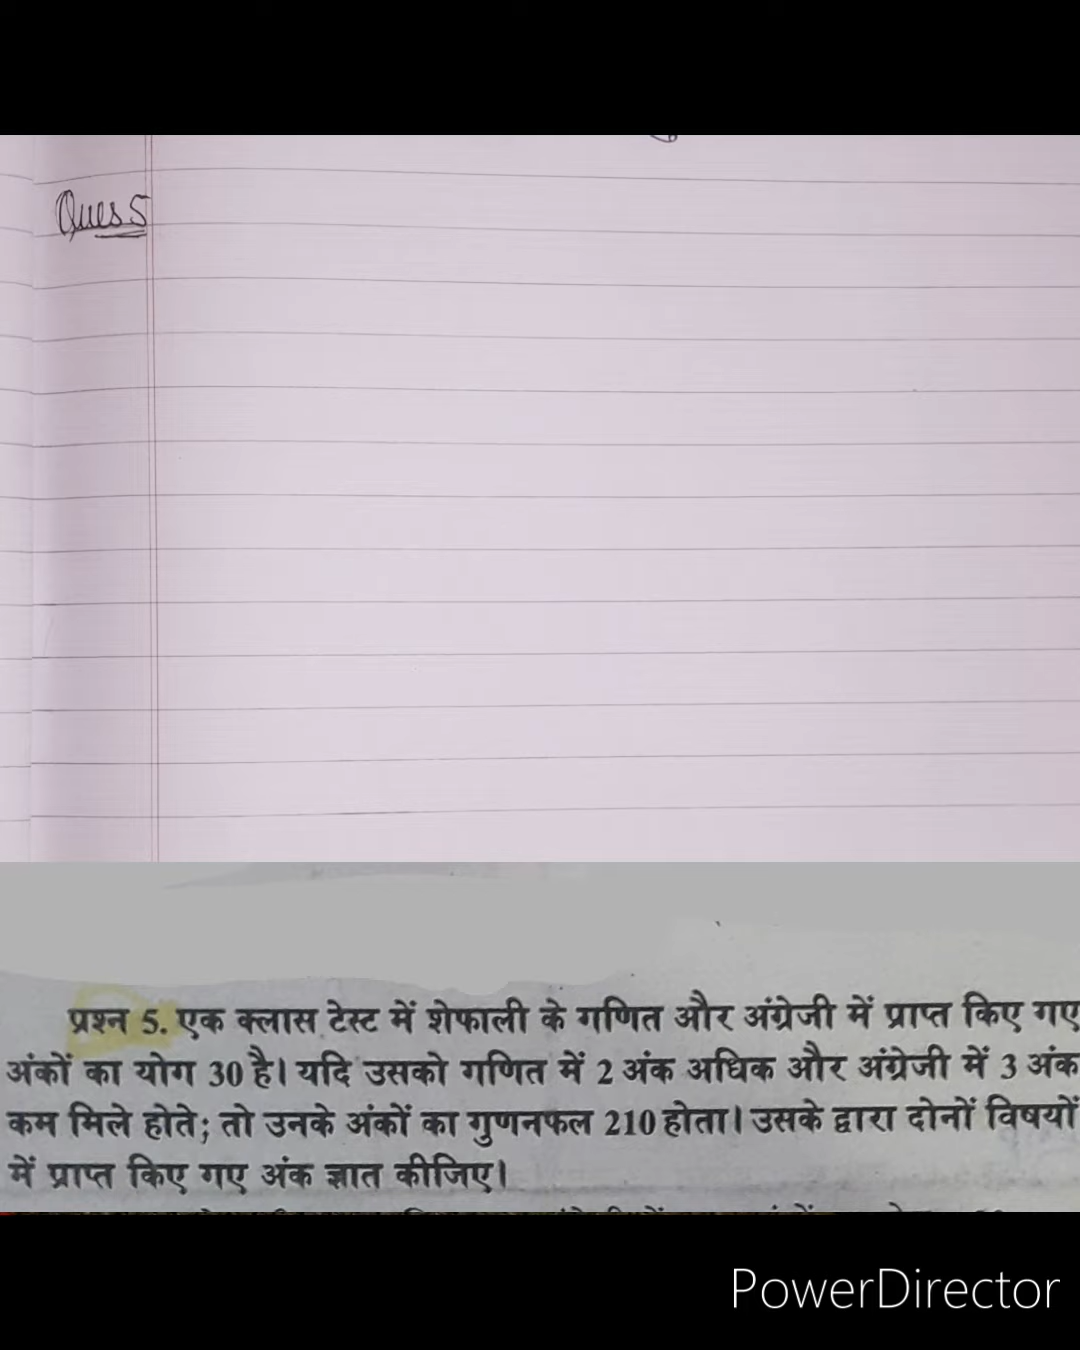 Ques 5
प्रश्न 5. एक क्लास टेस्ट में शेफाली के गणित और अंग्रेजी में प्राप्त किए गए
अंकों का योग 30 है। यदि उसको गणित में 2 अंक अधिक और अंग्रेजी में 3 अंक
कम मिले होते; तो उनके अंकों का गुणनफल 210 होता। उसके द्वारा दोनों विषयों
में प्राप्त किए गए अंक ज्ञात कीजिए।
PowerDirector